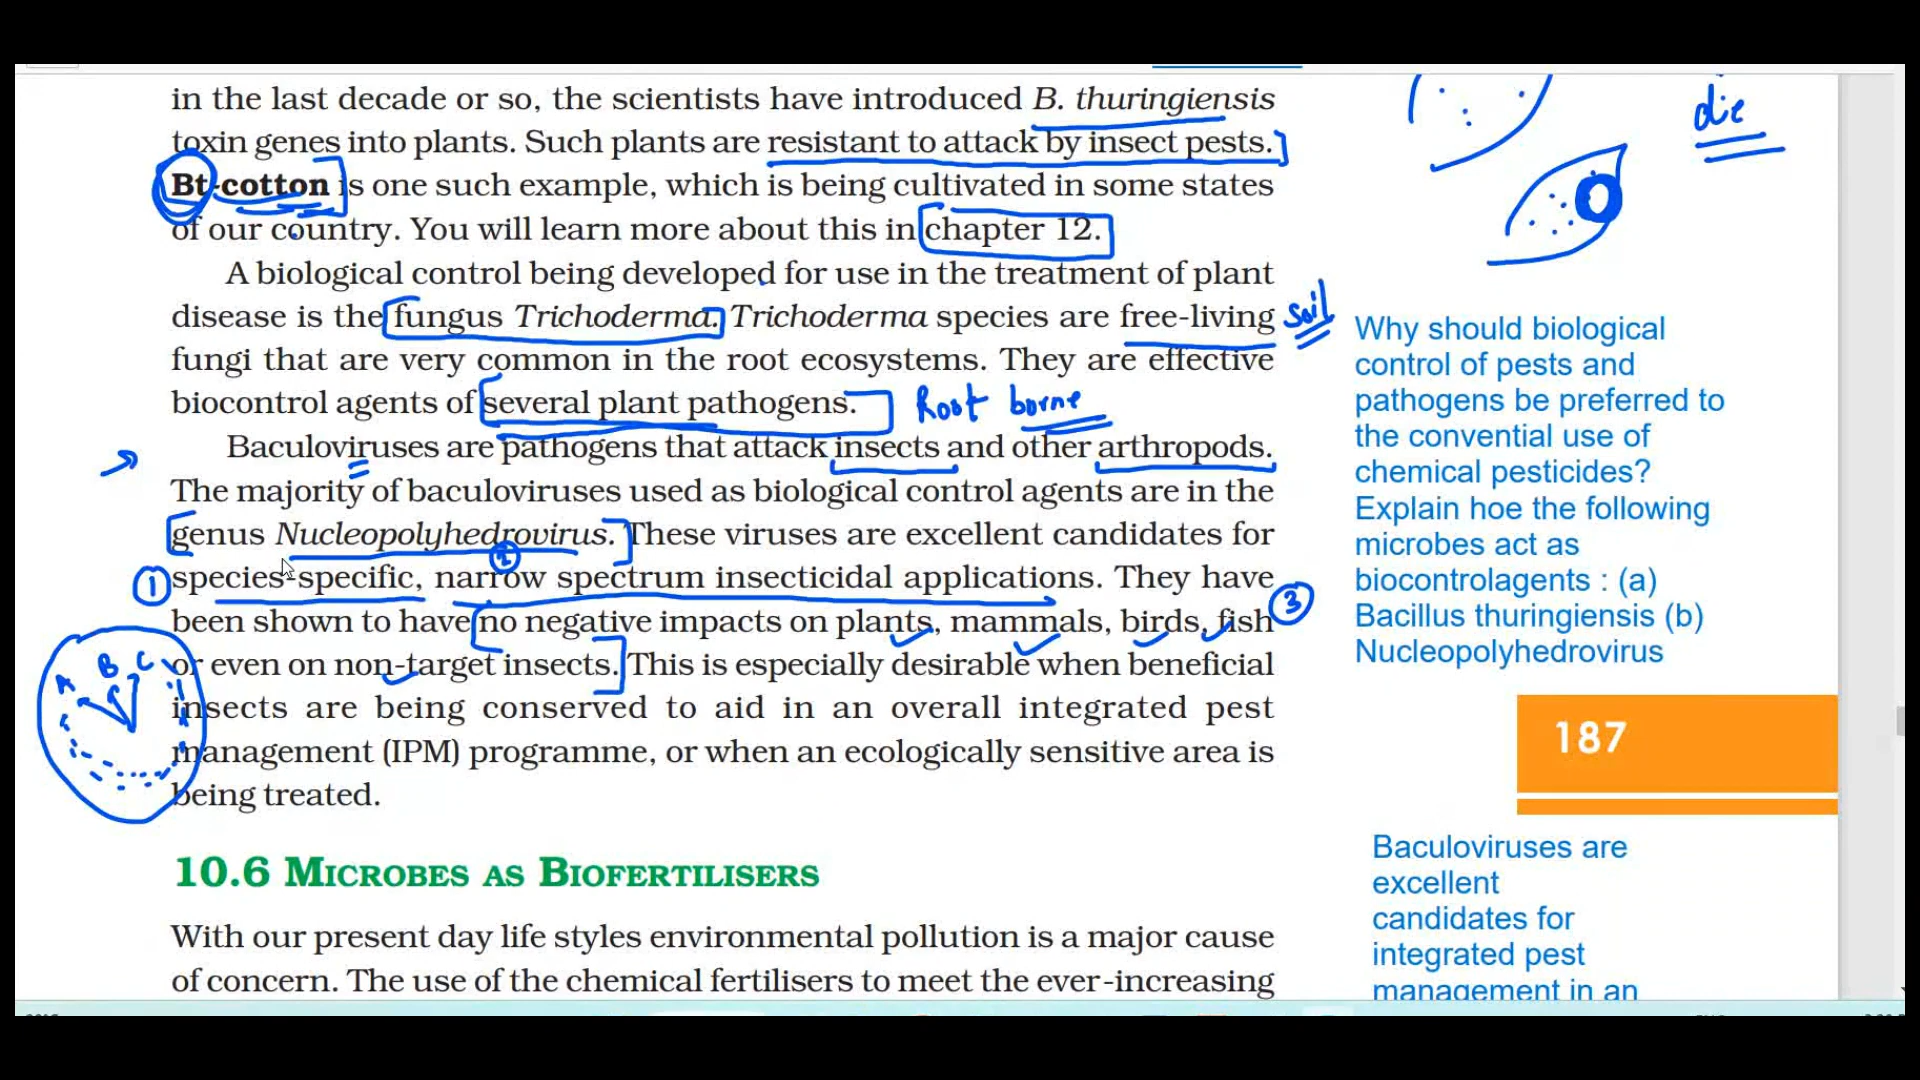 in the last decade or so, the scientists have introduced B. thuringiensis
toxin genes into plants. Such plants are resistant to attack by insect pests.
Bt-cotton is one such example, which is being cultivated in some states
of our country. You will learn more about this in chapter 12.
A biological control being developed for use in the treatment of plant
disease is the fungus Trichoderma. Trichoderma species are free-living
fungi that are very common in the root ecosystems. They are effective
biocontrol agents of several plant pathogens.
Baculoviruses are pathogens that attack insects and other arthropods.
The majority of baculoviruses used as biological control agents are in the
genus Nucleopolyhedrovirus. These viruses are excellent candidates for
species-specific, narrow spectrum insecticidal applications. They have
been shown to have no negative impacts on plants, mammals, birds, fish
or even on non-target insects. This is especially desirable when beneficial
insects are being conserved to aid in an overall integrated pest
management (IPM) programme, or when an ecologically sensitive area is
being treated.
10.6 MICROBES AS BIOFERTILISERS
With our present day life styles environmental pollution is a major cause
of concern. The use of the chemical fertilisers to meet the ever-increasing
die
soil
Root borne
1
2
3
A B C
Why should biological
control of pests and
pathogens be preferred to
the convential use of
chemical pesticides?
Explain hoe the following
microbes act as
biocontrolagents : (a)
Bacillus thuringiensis (b)
Nucleopolyhedrovirus
187
Baculoviruses are
excellent
candidates for
integrated pest
management in an